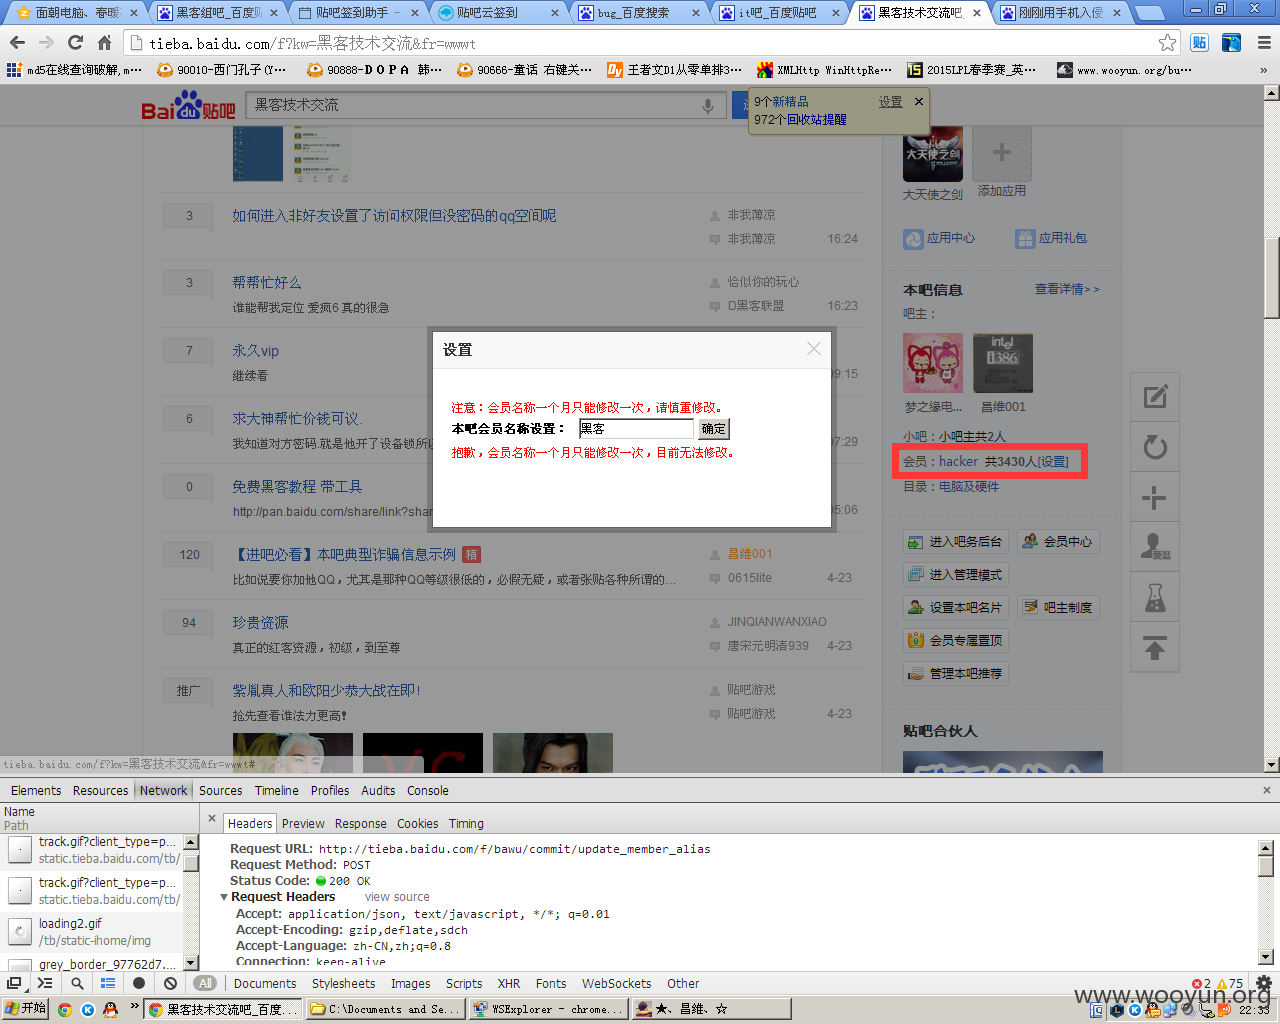 面朝电脑、春暖
黑客组吧_百度贴
贴吧签到助手 -
贴吧云签到
bug_百度搜索
it吧_百度贴吧
黑客技术交流吧_
刚刚用手机入侵
tieba.baidu.com/f?kw=黑客技术交流&fr=wwwt
md5在线查询破解,m…
90010-西门孔子(Y…
90888-D O P A 韩…
90666-童话 右键关…
王者文D1从零单排3…
XMLHttp WinHttpRe…
2015LPL春季赛_英…
www.wooyun.org/bu…
»
Bai du 贴吧
黑客技术交流
9个新精品 设置
972个回收站提醒
大天使之剑
大天使之剑
添加应用
3
如何进入非好友设置了访问权限但没密码的qq空间呢
非我薄凉
非我薄凉 16:24
应用中心 应用礼包
3
帮帮忙好么
恰似你的玩心
谁能帮我定位 爱疯6 真的很急
D黑客联盟 16:23
本吧信息 查看详情>>
吧主：
intel
i386
梦之缘电...
昌维001
7
永久vip
继续看
09:15
设置
注意：会员名称一个月只能修改一次，请慎重修改。
本吧会员名称设置：
黑客
确定
抱歉，会员名称一个月只能修改一次，目前无法修改。
6
求大神帮忙价钱可议.
我知道对方密码.就是他开了设备锁所以
07:29
小吧：小吧主共2人
会员：hacker 共3430人[设置]
目录：电脑及硬件
0
免费黑客教程 带工具
http://pan.baidu.com/share/link?shar
05:06
120
【进吧必看】本吧典型诈骗信息示例 精
昌维001
比如说要你加他QQ，尤其是那种QQ等级很低的，必假无疑，或者张贴各种所谓的...
0615lite 4-23
进入吧务后台
会员中心
进入管理模式
设置本吧名片
吧主制度
会员专属置顶
管理本吧推荐
94
珍贵资源
JINQIANWANXIAO
真正的红客资源，初级，到至尊
唐宋元明清939 4-23
推广
紫胤真人和欧阳少恭大战在即！
贴吧游戏
抢先查看谁法力更高！
贴吧游戏 4-23
贴吧合伙人
爱逛
tieba.baidu.com/f?kw=黑客技术交流&fr=wwwt#
Elements Resources Network Sources Timeline Profiles Audits Console
Name
Path
Headers Preview Response Cookies Timing
track.gif?client_type=p...
static.tieba.baidu.com/tb/
track.gif?client_type=p...
static.tieba.baidu.com/tb/
loading2.gif
/tb/static-ihome/img
grey_border_97762d7....
Request URL: http://tieba.baidu.com/f/bawu/commit/update_member_alias
Request Method: POST
Status Code: 200 OK
Request Headers view source
Accept: application/json, text/javascript, */*; q=0.01
Accept-Encoding: gzip,deflate,sdch
Accept-Language: zh-CN,zh;q=0.8
Connection: keep-alive
All Documents Stylesheets Images Scripts XHR Fonts WebSockets Other
2 75
www.wooyun.org
开始
»
黑客技术交流吧_百度...
C:\Documents and Se...
WSExplorer - chrome...
★、昌维、☆
22:33